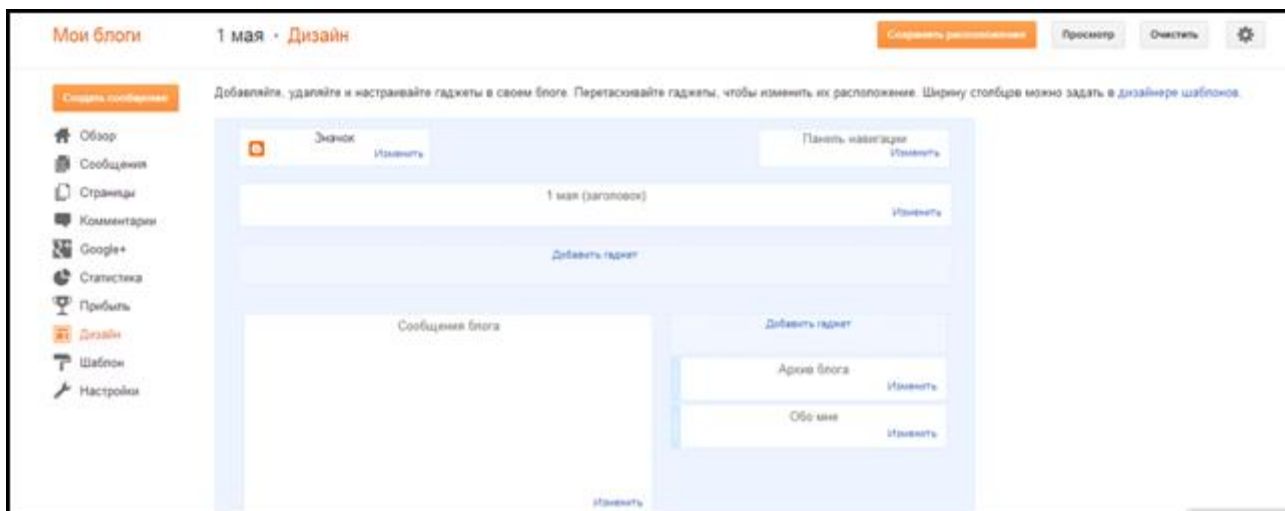 Мои блоги
1 мая · Дизайн
Сохранить расположение
Просмотр
Очистить
Создать сообщение
Добавляйте, удаляйте и настраивайте гаджеты в своем блоге. Перетаскивайте гаджеты, чтобы изменить их расположение. Ширину столбцов можно задать в дизайнере шаблонов.
Обзор
Сообщения
Страницы
Комментарии
Google+
Статистика
Прибыль
Дизайн
Шаблон
Настройки
Значок
Изменить
Панель навигации
Изменить
1 мая (заголовок)
Изменить
Добавить гаджет
Сообщения блога
Изменить
Добавить гаджет
Архив блога
Изменить
Обо мне
Изменить